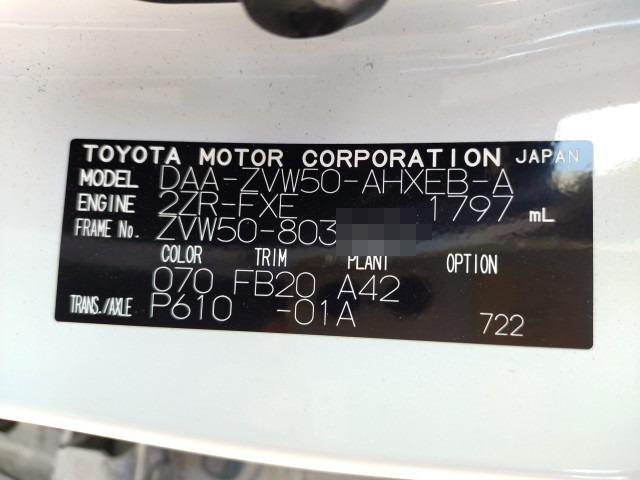 TOYOTA MOTOR CORPORATION JAPAN
MODEL DAA-ZVW50-AHXEB-A
ENGINE 2ZR-FXE 1797 mL
FRAME No. ZVW50-803
COLOR TRIM PLANT OPTION
070 FB20 A42
TRANS./AXLE P610 -01A
722